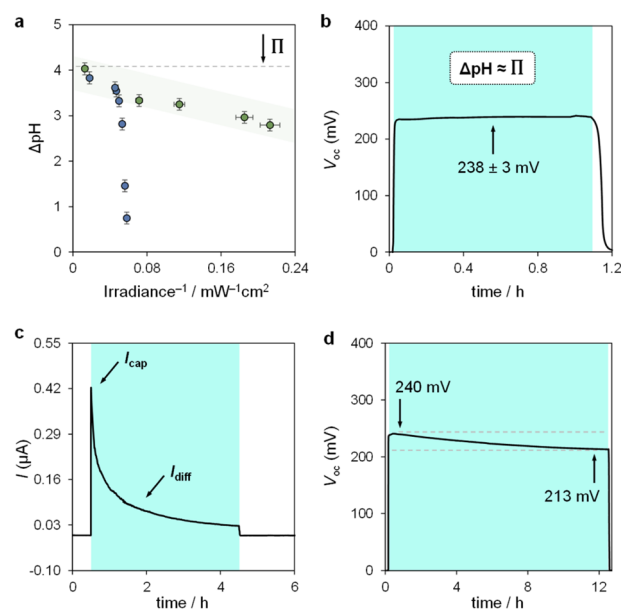 a
ΔpH
5
4
3
2
1
0
Π
0
0.08
0.16
0.24
Irradiance⁻¹ / mW⁻¹cm²
b
V_oc (mV)
400
300
200
100
0
ΔpH ≈ Π
238 ± 3 mV
0
0.4
0.8
1.2
time / h
c
I (µA)
0.55
0.42
0.29
0.16
0.03
-0.10
I_cap
I_diff
0
2
4
6
time / h
d
V_oc (mV)
400
300
200
100
0
240 mV
213 mV
0
4
8
12
time / h